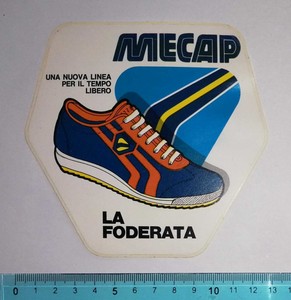 MECAP
UNA NUOVA LINEA
PER IL TEMPO
LIBERO
LA
FODERATA
0 1 2 3 4 5 6 7 8 9 10 11 12 13